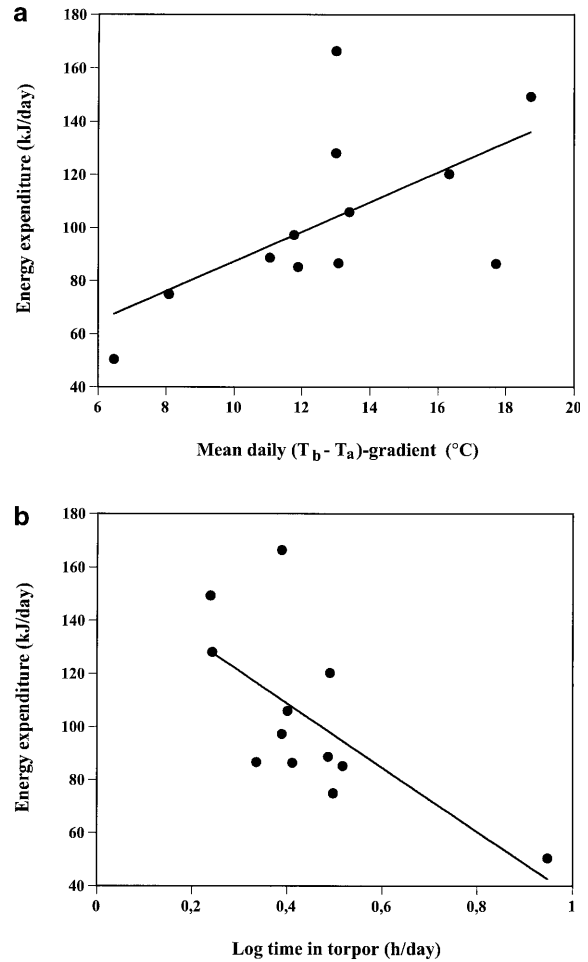 a
180
160
140
120
100
80
60
40
Energy expenditure (kJ/day)
6 8 10 12 14 16 18 20
Mean daily (Tb - Ta)-gradient (°C)
b
180
160
140
120
100
80
60
40
Energy expenditure (kJ/day)
0 0,2 0,4 0,6 0,8 1
Log time in torpor (h/day)